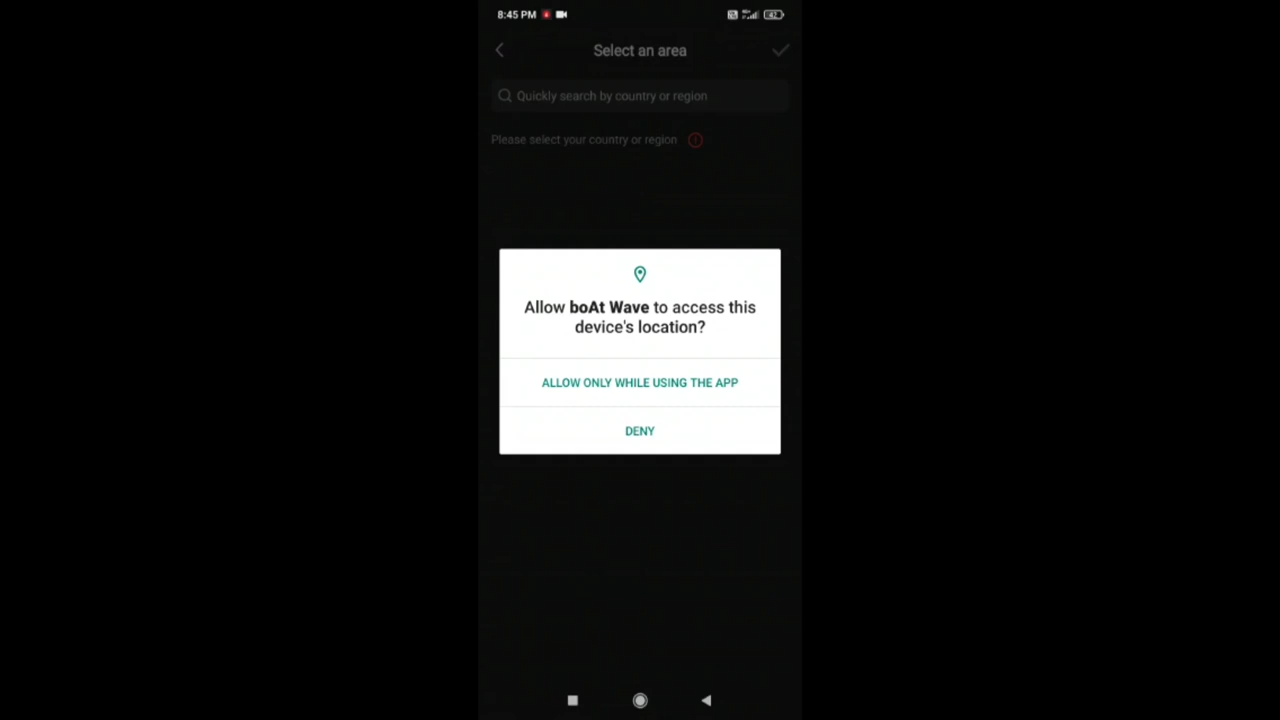 8:45 PM
42
Select an area
Quickly search by country or region
Please select your country or region
Allow boAt Wave to access this
device's location?
ALLOW ONLY WHILE USING THE APP
DENY